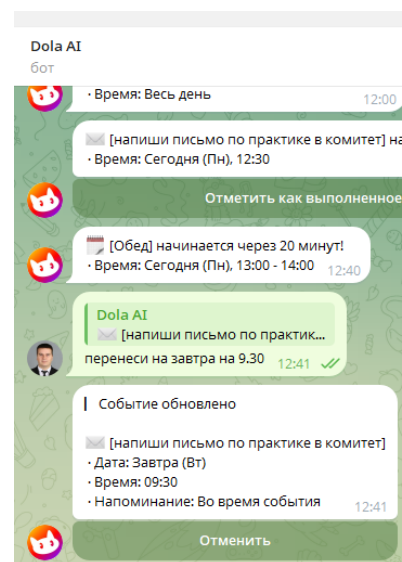 Dola AI
бот
· Время: Весь день
12:00
[напиши письмо по практике в комитет] на
· Время: Сегодня (Пн), 12:30
Отметить как выполненное
[Обед] начинается через 20 минут!
· Время: Сегодня (Пн), 13:00 - 14:00 12:40
Dola AI
[напиши письмо по практик...
перенеси на завтра на 9.30 12:41
| Событие обновлено
[напиши письмо по практике в комитет]
· Дата: Завтра (Вт)
· Время: 09:30
· Напоминание: Во время события 12:41
Отменить